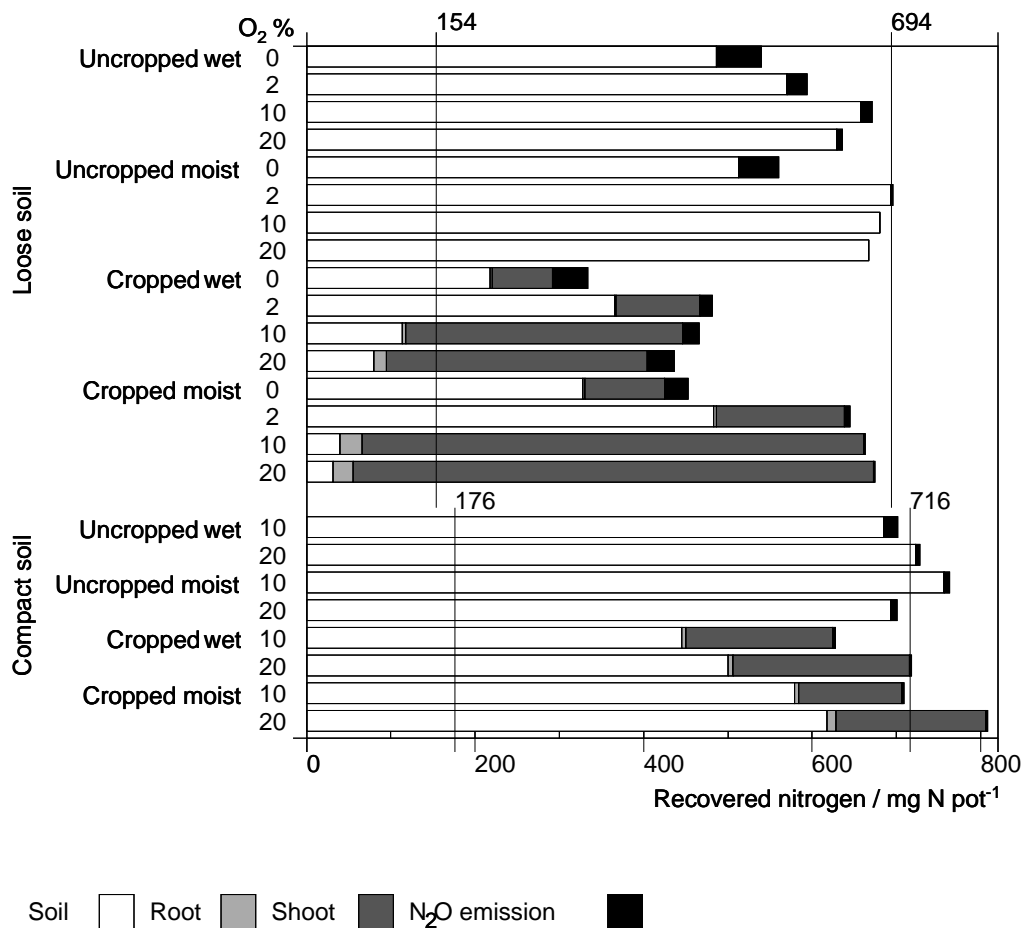 O2 % 154 694
Loose soil
Uncropped wet 0
2
10
20
Uncropped moist 0
2
10
20
Cropped wet 0
2
10
20
Cropped moist 0
2
10
20
176 716
Compact soil
Uncropped wet 10
20
Uncropped moist 10
20
Cropped wet 10
20
Cropped moist 10
20
0 200 400 600 800
Recovered nitrogen / mg N pot-1
Soil Root Shoot N2O emission